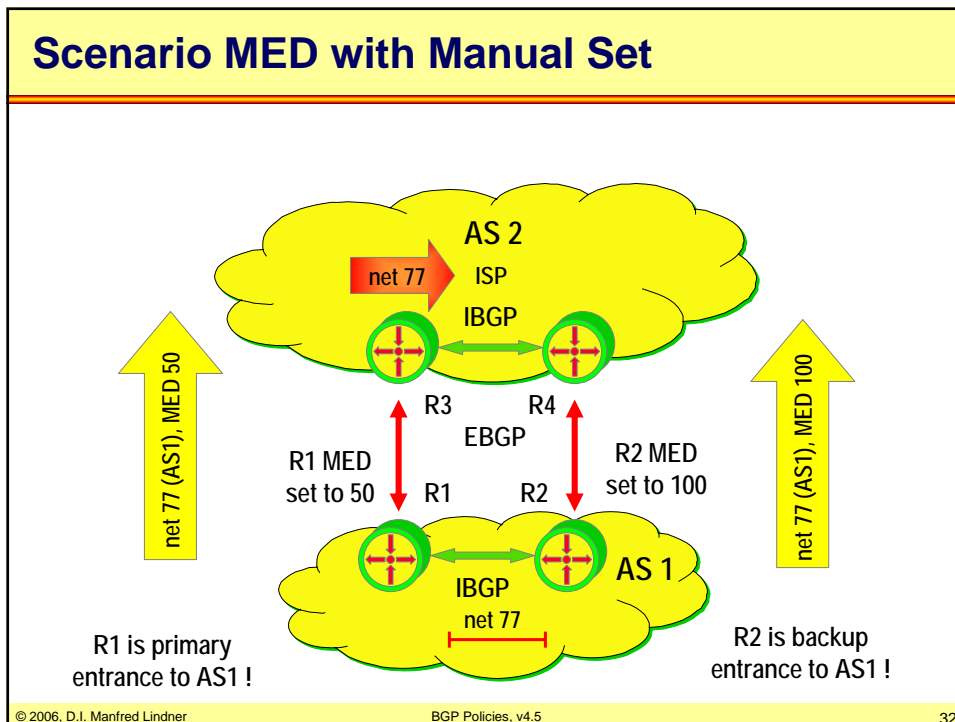 Scenario MED with Manual Set
AS 2
net 77
ISP
IBGP
net 77 (AS1), MED 50
net 77 (AS1), MED 100
R3
R4
EBGP
R1 MED
set to 50
R2 MED
set to 100
R1
R2
AS 1
IBGP
net 77
R1 is primary
entrance to AS1 !
R2 is backup
entrance to AS1 !
© 2006, D.I. Manfred Lindner
BGP Policies, v4.5
32